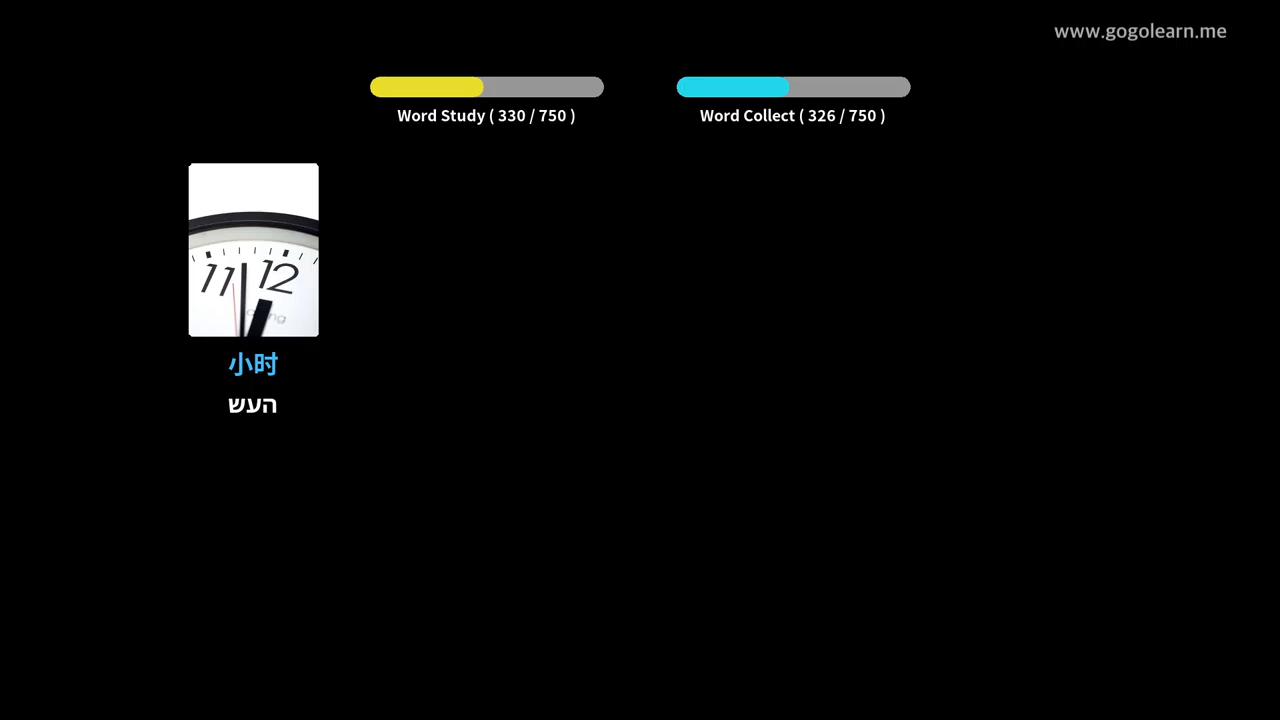 www.gogolearn.me
Word Study ( 330 / 750 )
Word Collect ( 326 / 750 )
11 12
小时
העש